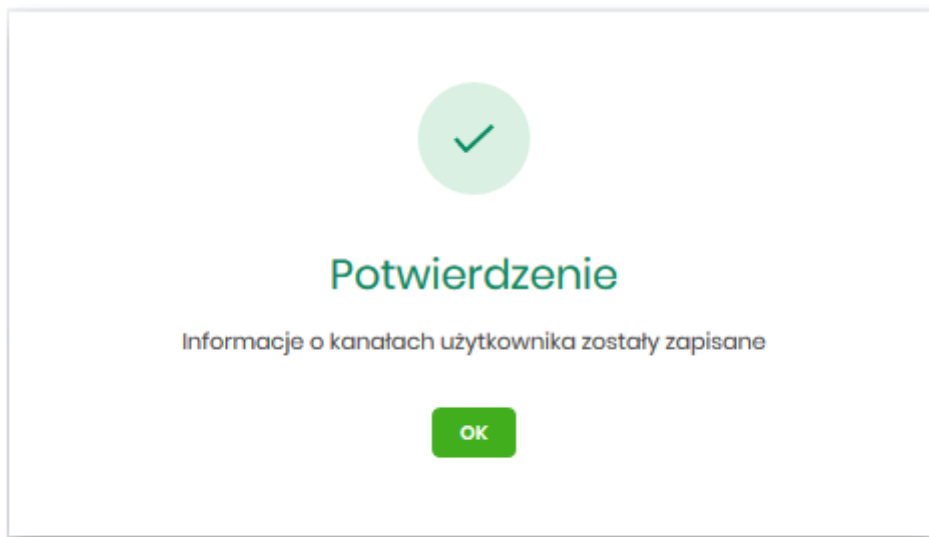 Potwierdzenie
Informacje o kanałach użytkownika zostały zapisane
OK